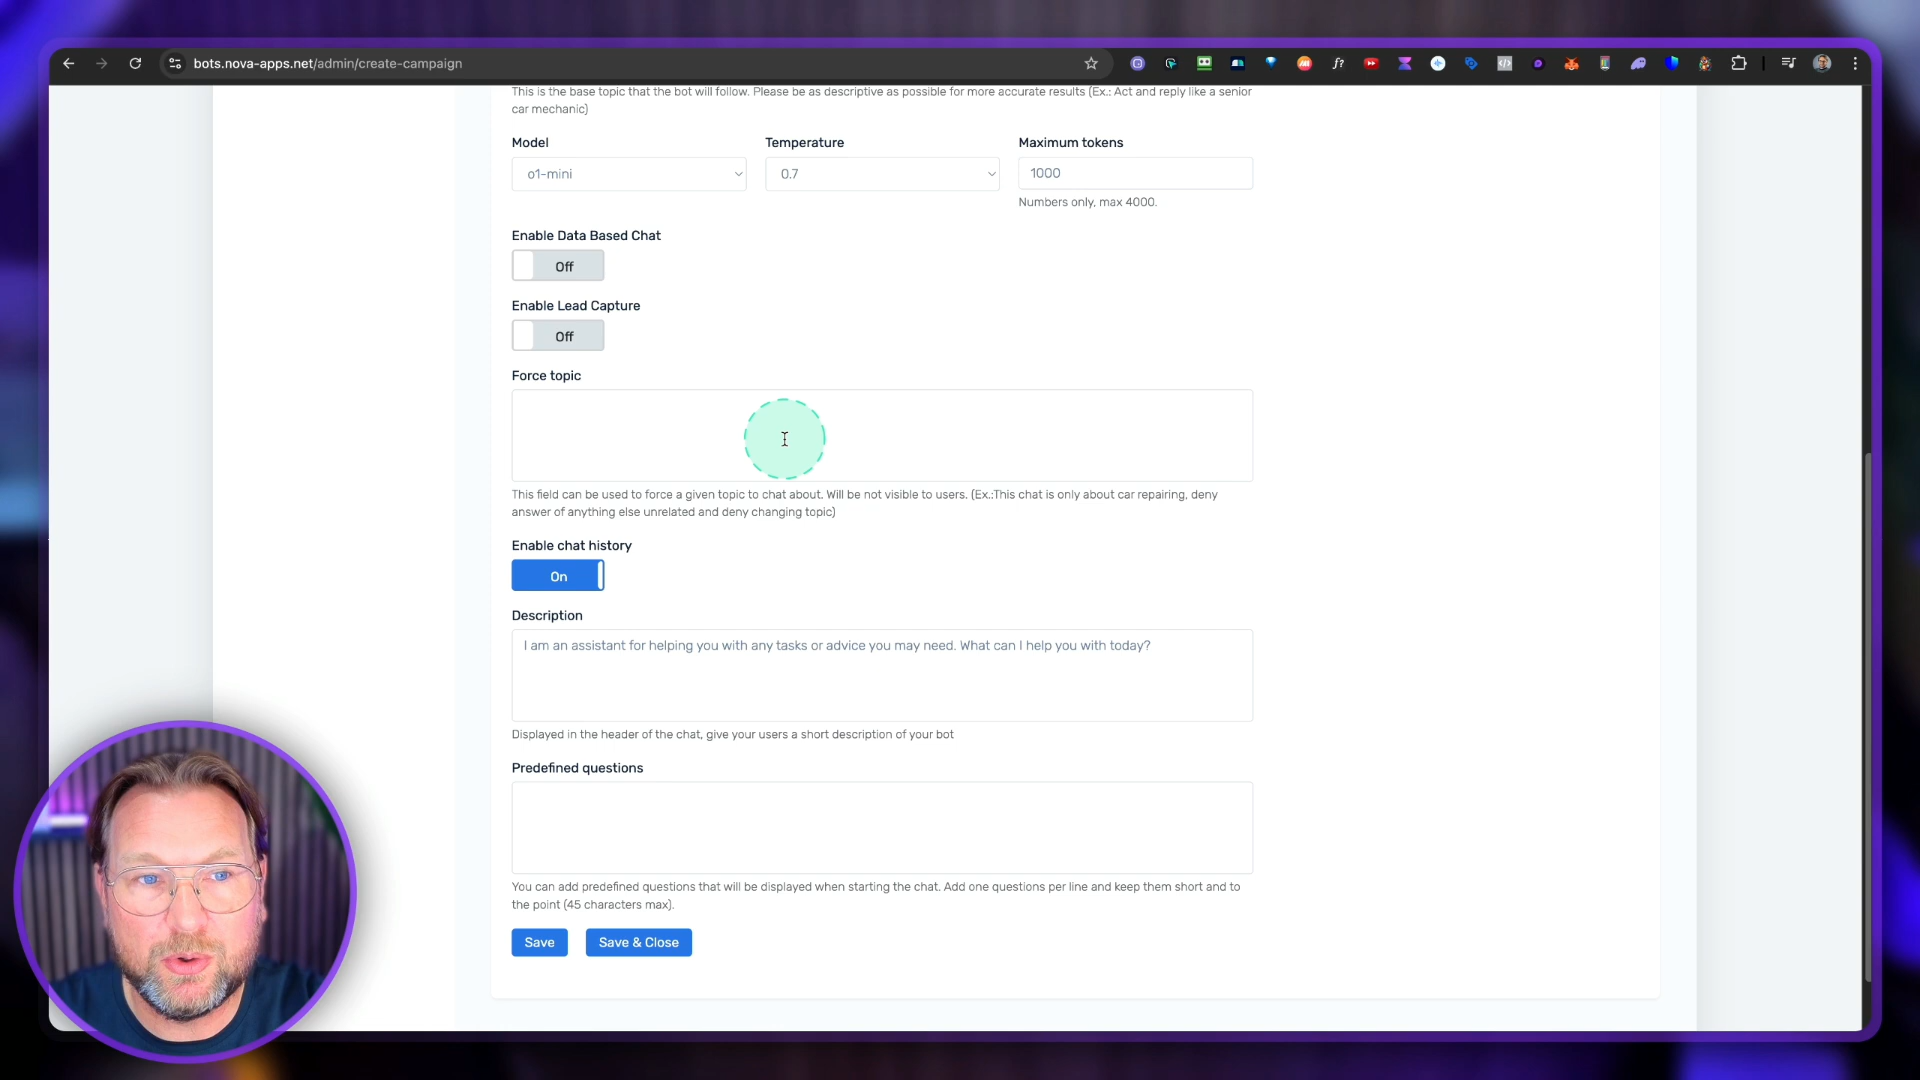 bots.nova-apps.net/admin/create-campaign
This is the base topic that the bot will follow. Please be as descriptive as possible for more accurate results (Ex.: Act and reply like a senior
car mechanic)
Model
Temperature
Maximum tokens
o1-mini
0.7
1000
Numbers only, max 4000.
Enable Data Based Chat
Off
Enable Lead Capture
Off
Force topic
This field can be used to force a given topic to chat about. Will be not visible to users. (Ex.:This chat is only about car repairing, deny
answer of anything else unrelated and deny changing topic)
Enable chat history
On
Description
I am an assistant for helping you with any tasks or advice you may need. What can I help you with today?
Displayed in the header of the chat, give your users a short description of your bot
Predefined questions
You can add predefined questions that will be displayed when starting the chat. Add one questions per line and keep them short and to
the point (45 characters max).
Save
Save & Close